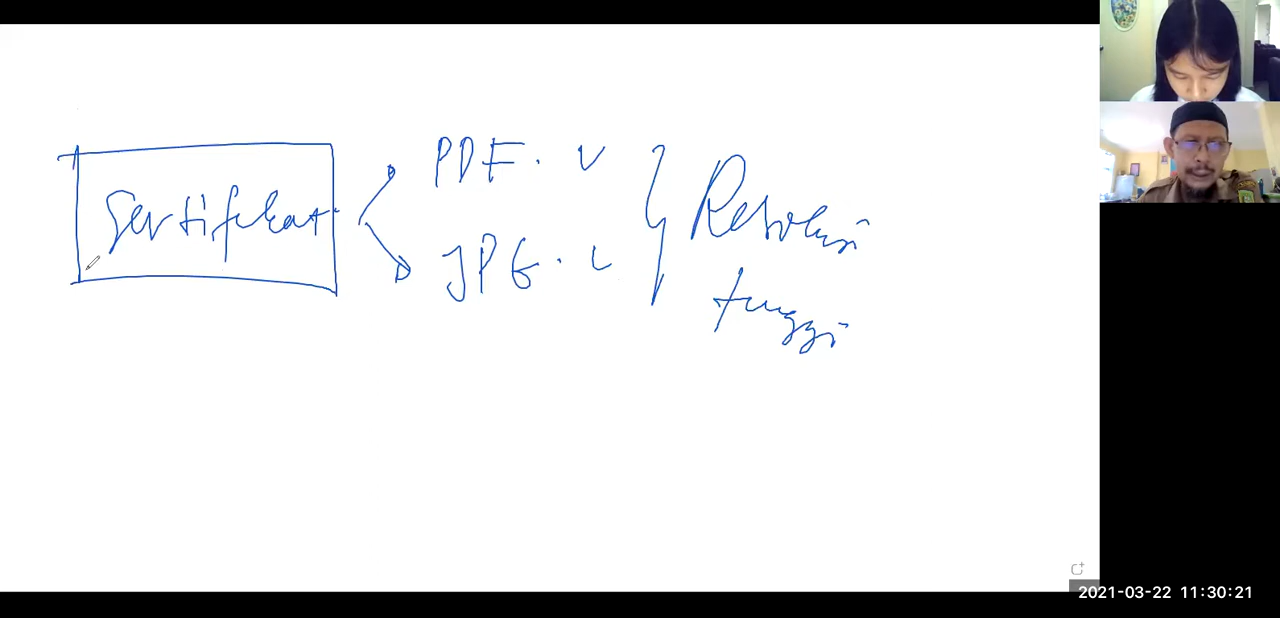 Sertifikat
PDF. v
JPG. v
Resolusi
tinggi
2021-03-22 11:30:21